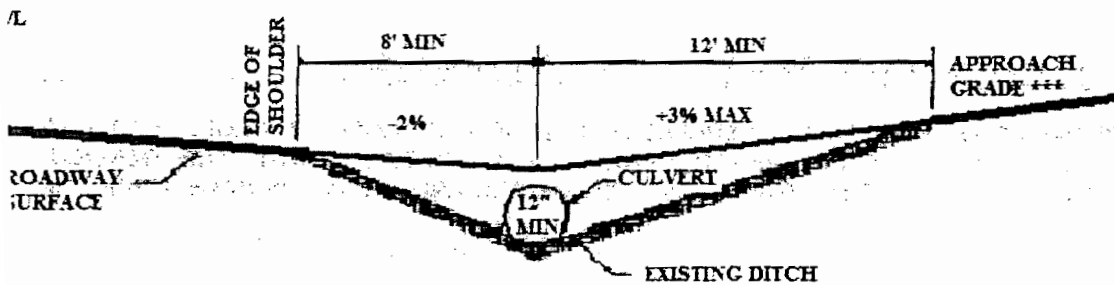 /L
8' MIN
12' MIN
EDGE OF
SHOULDER
APPROACH
GRADE ***
-2%
+3% MAX
ROADWAY
SURFACE
CULVERT
12"
MIN
EXISTING DITCH